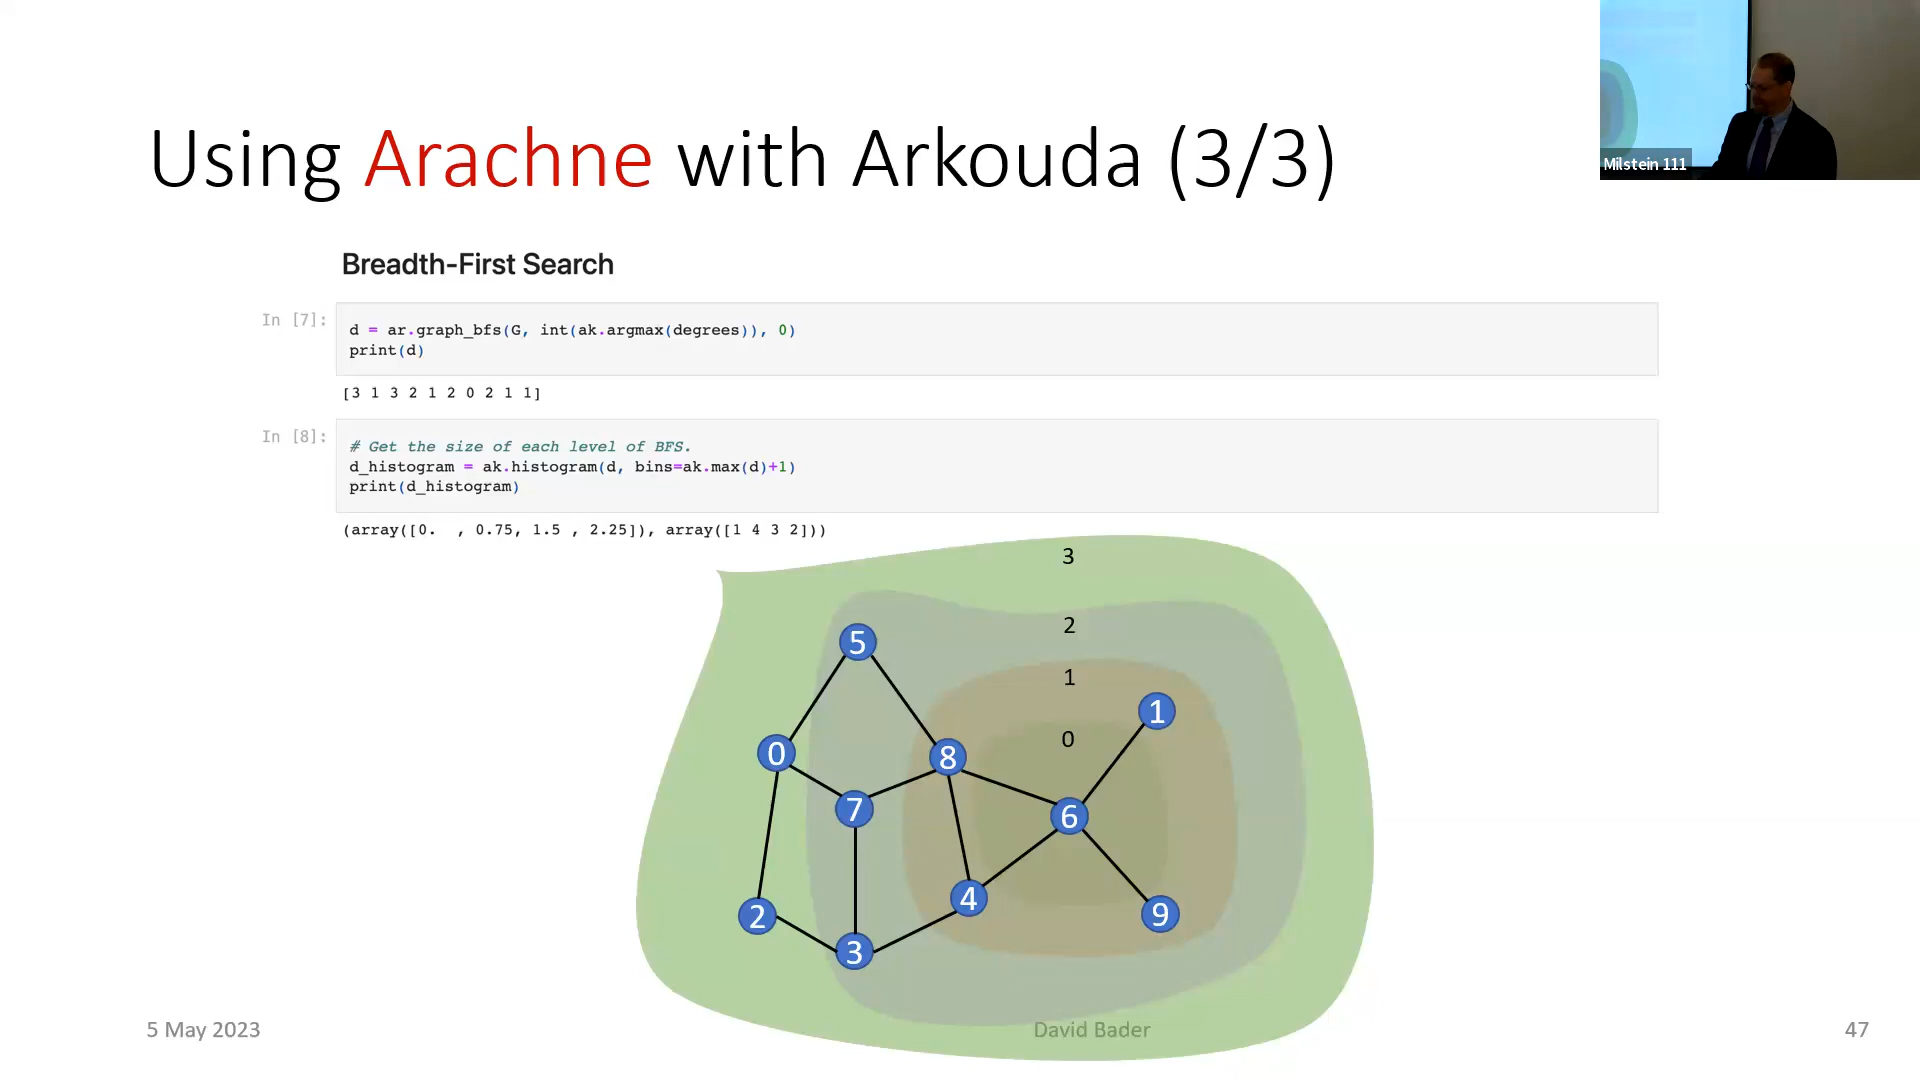 Using Arachne with Arkouda (3/3)
Milstein 111
Breadth-First Search
In [7]:
d = ar.graph_bfs(G, int(ak.argmax(degrees)), 0)
print(d)
[3 1 3 2 1 2 0 2 1 1]
In [8]:
# Get the size of each level of BFS.
d_histogram = ak.histogram(d, bins=ak.max(d)+1)
print(d_histogram)
(array([0.  , 0.75, 1.5 , 2.25]), array([1 4 3 2]))
3
2
1
0
5
1
0
8
7
6
4
2
9
3
5 May 2023
David Bader
47